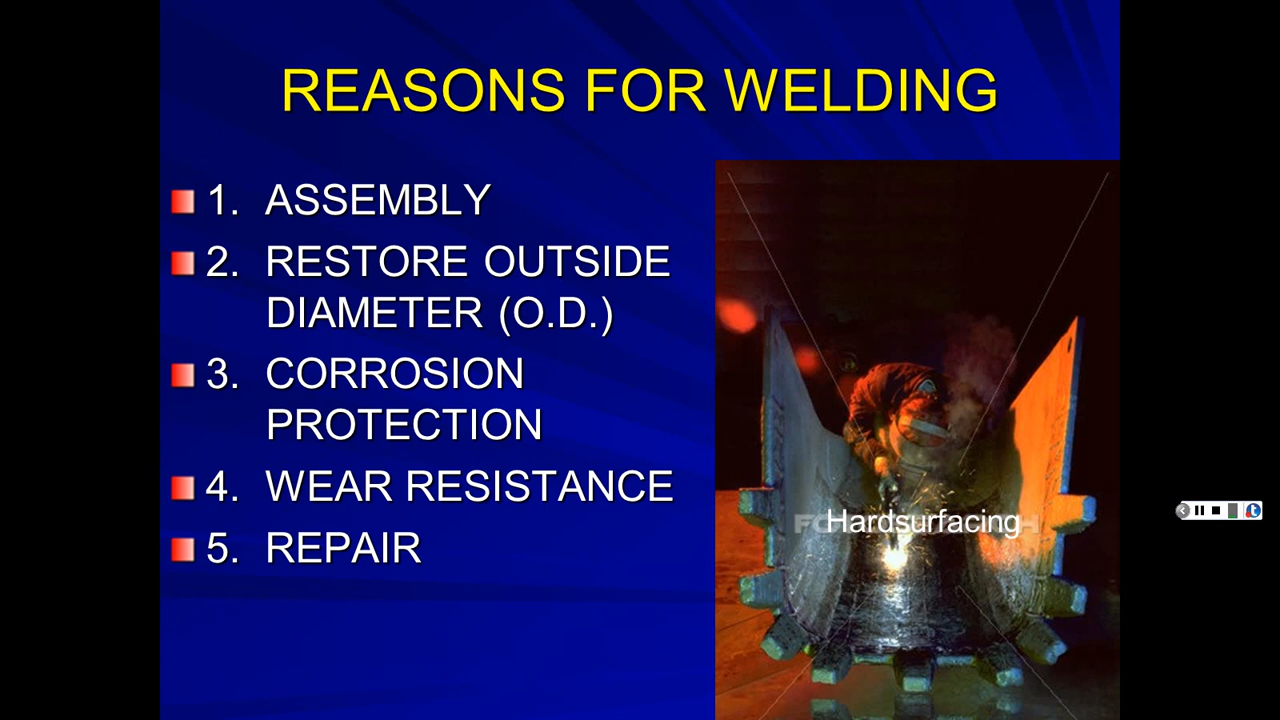 REASONS FOR WELDING
1. ASSEMBLY
2. RESTORE OUTSIDE
DIAMETER (O.D.)
3. CORROSION
PROTECTION
4. WEAR RESISTANCE
5. REPAIR
Hardsurfacing